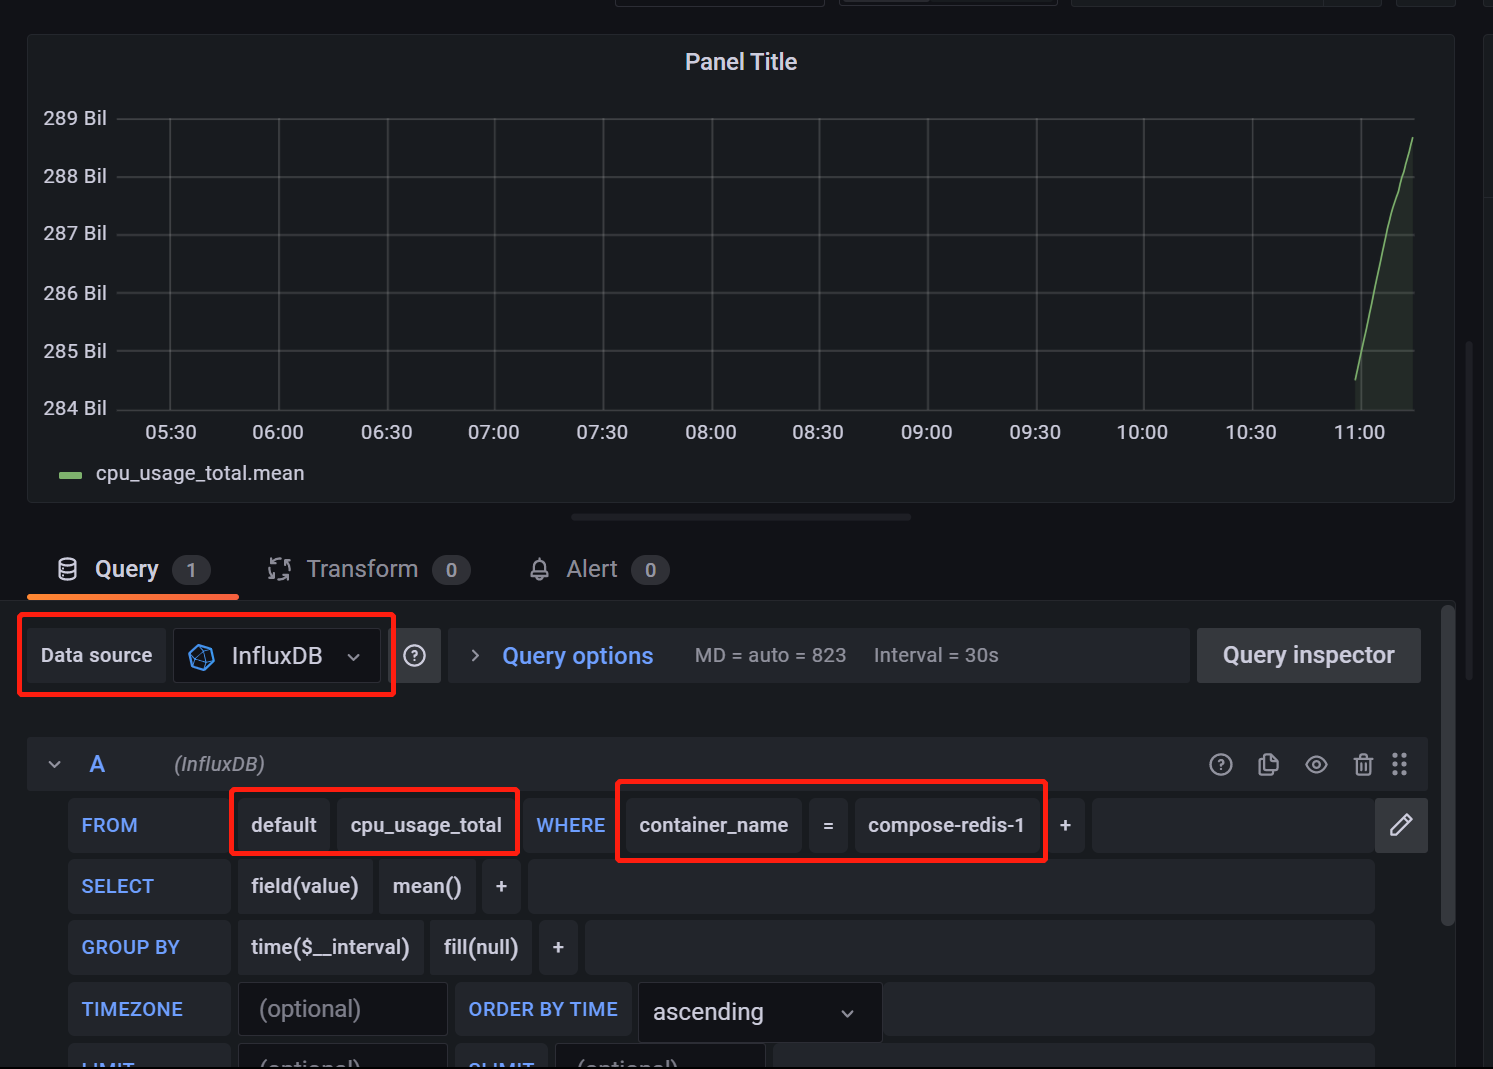 Panel Title
289 Bil
288 Bil
287 Bil
286 Bil
285 Bil
284 Bil
05:30 06:00 06:30 07:00 07:30 08:00 08:30 09:00 09:30 10:00 10:30 11:00
cpu_usage_total.mean
Query 1 Transform 0 Alert 0
Data source InfluxDB ? > Query options MD = auto = 823 Interval = 30s Query inspector
A (InfluxDB) ?
FROM default cpu_usage_total WHERE container_name = compose-redis-1 +
SELECT field(value) mean() +
GROUP BY time($__interval) fill(null) +
TIMEZONE (optional) ORDER BY TIME ascending
LIMIT (optional) SLIMIT (optional)